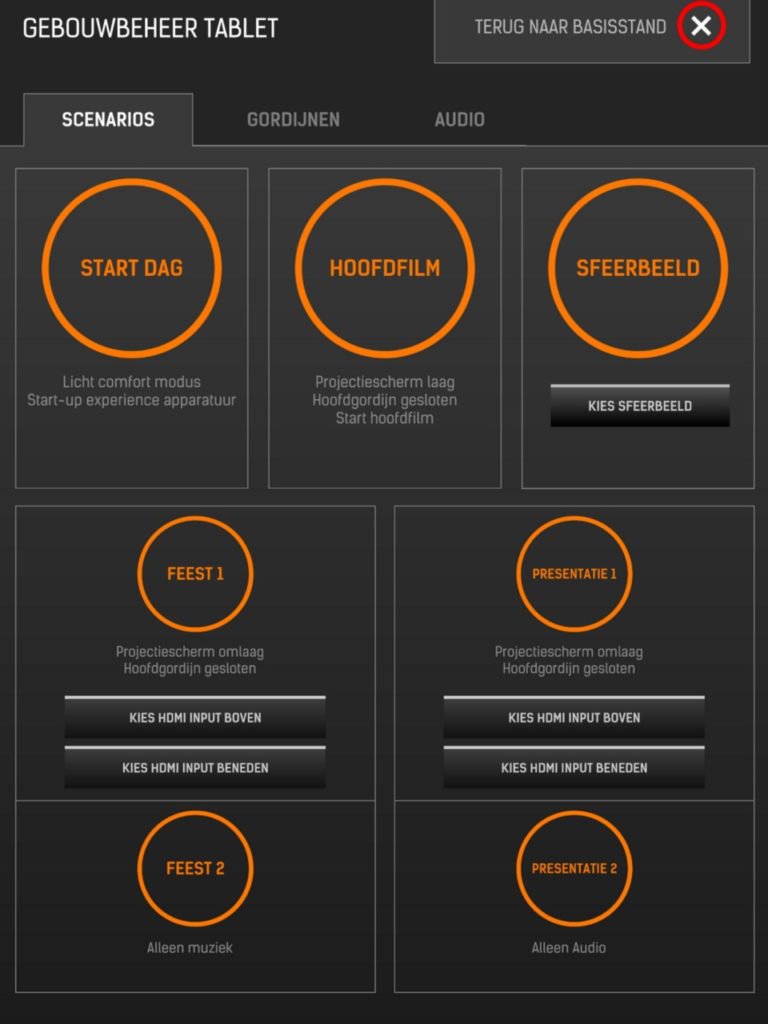 GEBOUWBEHEER TABLET
TERUG NAAR BASISSTAND
SCENARIOS
GORDIJNEN
AUDIO
START DAG
Licht comfort modus
Start-up experience apparatuur
HOOFDFILM
Projectiescherm laag
Hoofdgordijn gesloten
Start hoofdfilm
SFEERBEELD
KIES SFEERBEELD
FEEST 1
Projectiescherm omlaag
Hoofdgordijn gesloten
KIES HDMI INPUT BOVEN
KIES HDMI INPUT BENEDEN
PRESENTATIE 1
Projectiescherm omlaag
Hoofdgordijn gesloten
KIES HDMI INPUT BOVEN
KIES HDMI INPUT BENEDEN
FEEST 2
Alleen muziek
PRESENTATIE 2
Alleen Audio